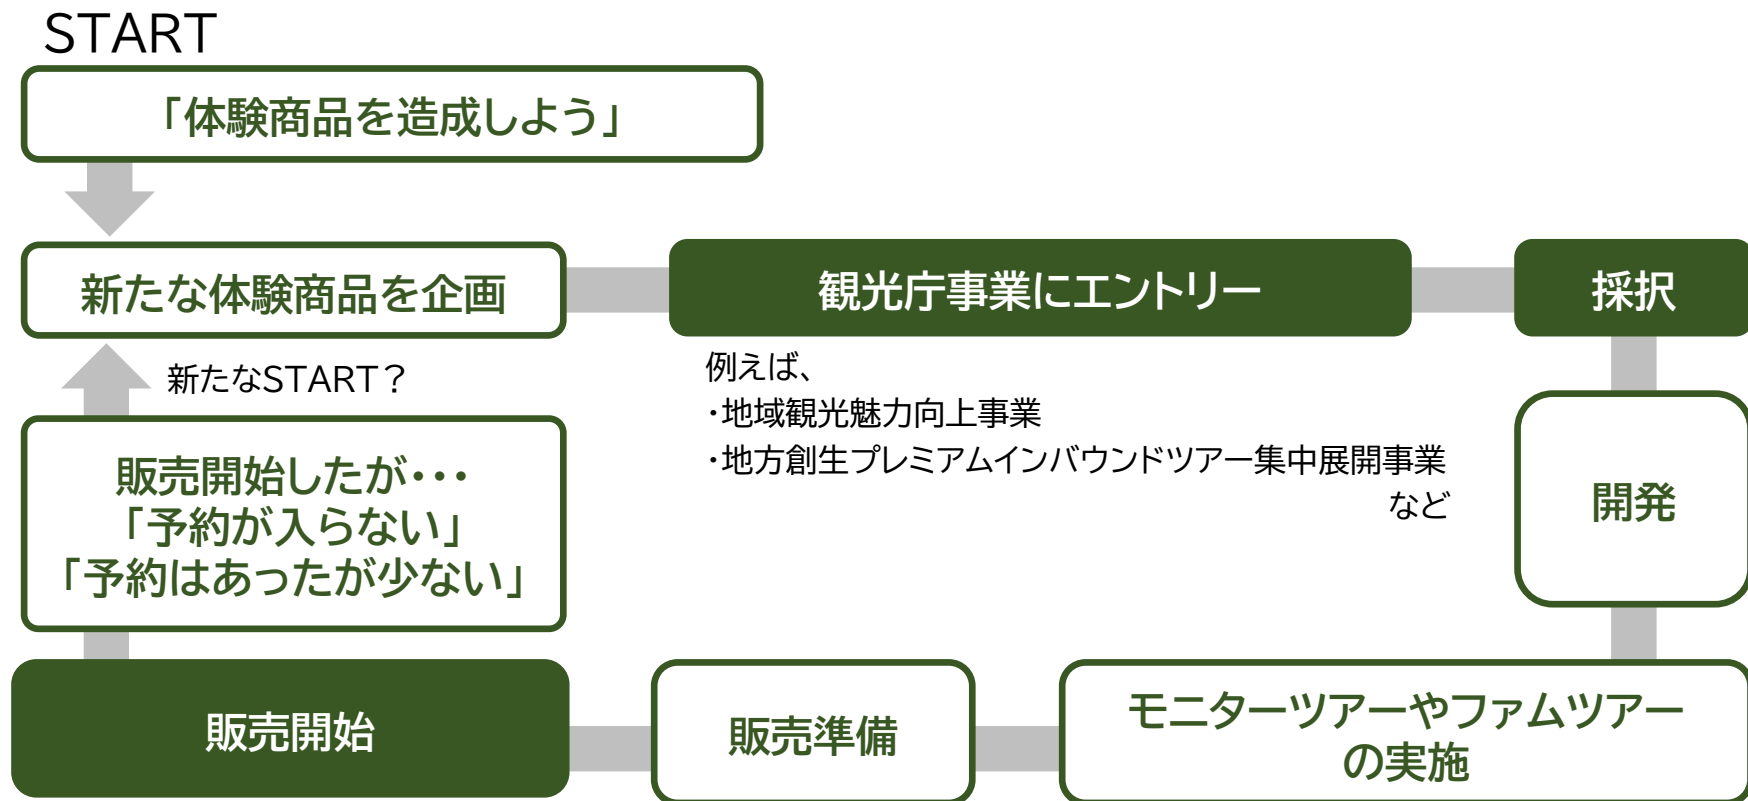 START
「体験商品を造成しよう」
新たな体験商品を企画
観光庁事業にエントリー
採択
例えば、
・地域観光魅力向上事業
・地方創生プレミアムインバウンドツアー集中展開事業
など
開発
モニターツアーやファムツアー
の実施
販売準備
販売開始
販売開始したが・・・
「予約が入らない」
「予約はあったが少ない」
新たなSTART？